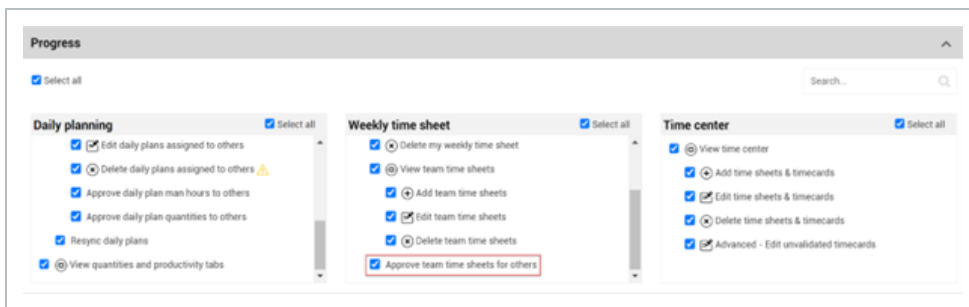 Progress
Select all
Search...
Daily planning
Select all
Edit daily plans assigned to others
Delete daily plans assigned to others
Approve daily plan man hours to others
Approve daily plan quantities to others
Resync daily plans
View quantities and productivity tabs
Weekly time sheet
Select all
Delete my weekly time sheet
View team time sheets
Add team time sheets
Edit team time sheets
Delete team time sheets
Approve team time sheets for others
Time center
Select all
View time center
Add time sheets & timecards
Edit time sheets & timecards
Delete time sheets & timecards
Advanced - Edit unvalidated timecards